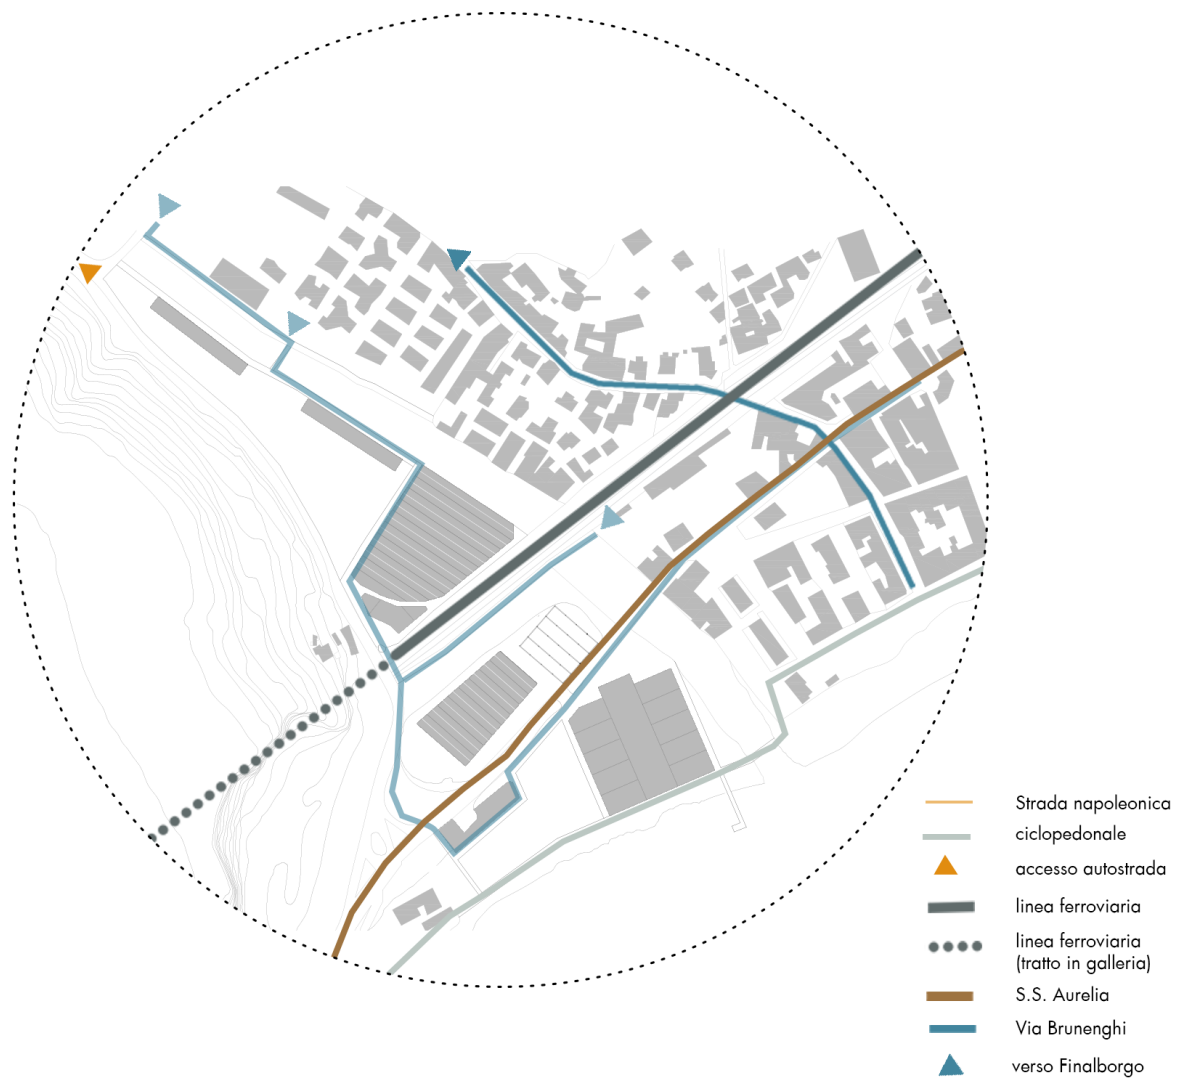 Strada napoleonica
ciclopedonale
accesso autostrada
linea ferroviaria
linea ferroviaria
(tratto in galleria)
S.S. Aurelia
Via Brunenghi
verso Finalborgo